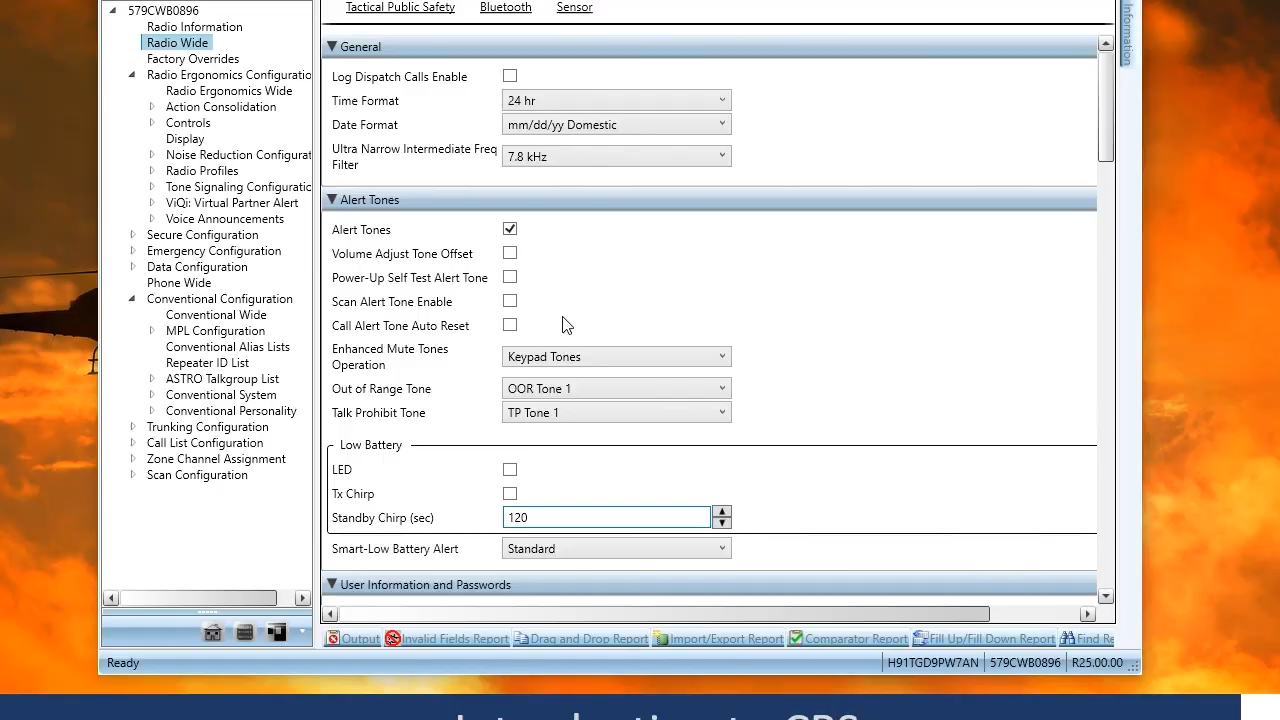 579CWB0896
Radio Information
Radio Wide
Factory Overrides
Radio Ergonomics Configuratio
Radio Ergonomics Wide
Action Consolidation
Controls
Display
Noise Reduction Configurat
Radio Profiles
Tone Signaling Configuratic
ViQi: Virtual Partner Alert
Voice Announcements
Secure Configuration
Emergency Configuration
Data Configuration
Phone Wide
Conventional Configuration
Conventional Wide
MPL Configuration
Conventional Alias Lists
Repeater ID List
ASTRO Talkgroup List
Conventional System
Conventional Personality
Trunking Configuration
Call List Configuration
Zone Channel Assignment
Scan Configuration
Tactical Public Safety Bluetooth Sensor
General
Log Dispatch Calls Enable
Time Format 24 hr
Date Format mm/dd/yy Domestic
Ultra Narrow Intermediate Freq
Filter 7.8 kHz
Alert Tones
Alert Tones
Volume Adjust Tone Offset
Power-Up Self Test Alert Tone
Scan Alert Tone Enable
Call Alert Tone Auto Reset
Enhanced Mute Tones
Operation Keypad Tones
Out of Range Tone OOR Tone 1
Talk Prohibit Tone TP Tone 1
Low Battery
LED
Tx Chirp
Standby Chirp (sec) 120
Smart-Low Battery Alert Standard
User Information and Passwords
Information
Output Invalid Fields Report Drag and Drop Report Import/Export Report Comparator Report Fill Up/Fill Down Report Find Re
Ready H91TGD9PW7AN 579CWB0896 R25.00.00
Introduction to CPS